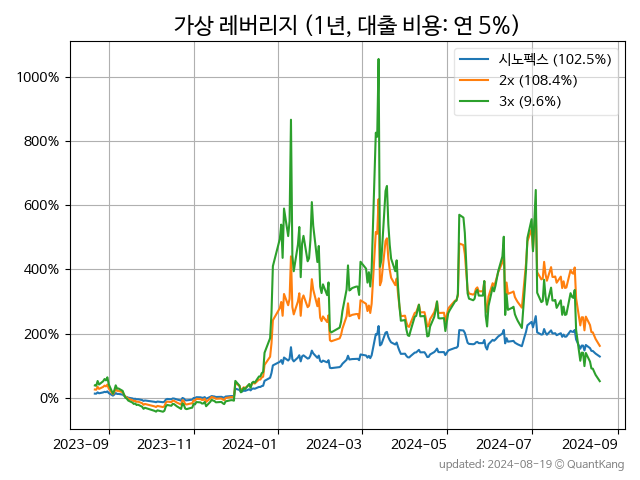 가상 레버리지 (1년, 대출 비용: 연 5%)
시노펙스 (102.5%)
2x (108.4%)
3x (9.6%)
1000%
800%
600%
400%
200%
0%
2023-09 2023-11 2024-01 2024-03 2024-05 2024-07 2024-09
updated: 2024-08-19 © QuantKang